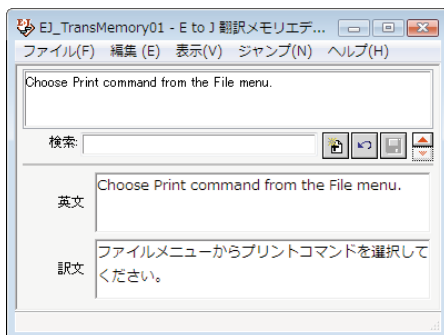 EJ_TransMemory01 - E to J 翻訳メモリエデ...
ファイル(F) 編集(E) 表示(V) ジャンプ(N) ヘルプ(H)
Choose Print command from the File menu.
検索:
英文
Choose Print command from the File menu.
訳文
ファイルメニューからプリントコマンドを選択して
ください。